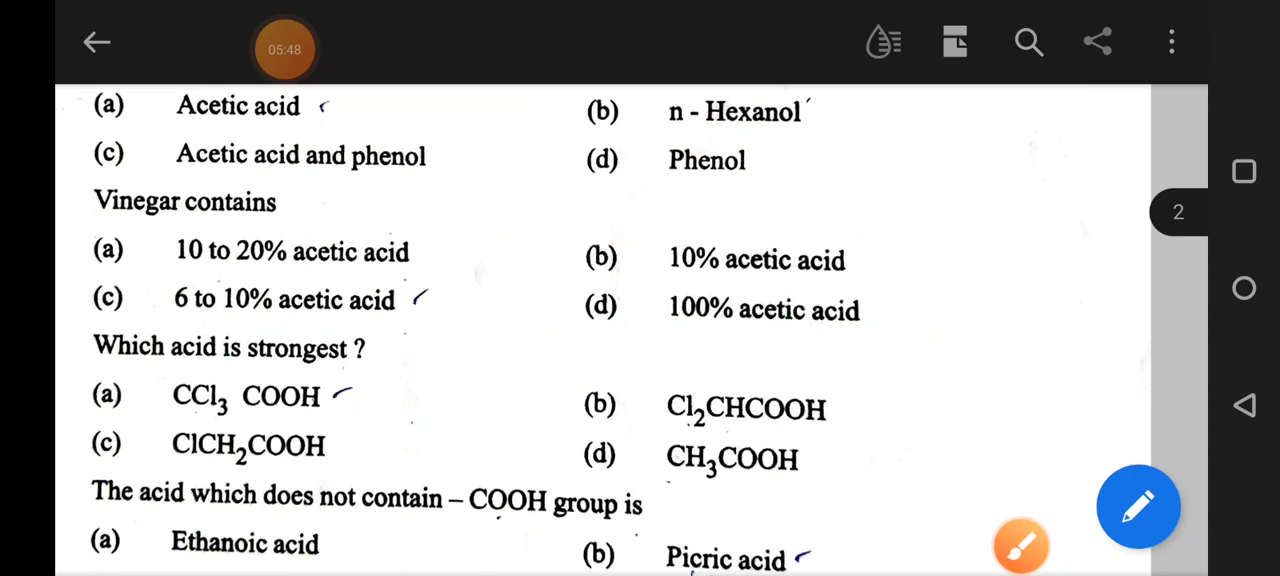 05:48
(a) Acetic acid (b) n - Hexanol
(c) Acetic acid and phenol (d) Phenol
Vinegar contains
2
(a) 10 to 20% acetic acid (b) 10% acetic acid
(c) 6 to 10% acetic acid (d) 100% acetic acid
Which acid is strongest ?
(a) CCl3 COOH (b) Cl2CHCOOH
(c) ClCH2COOH (d) CH3COOH
The acid which does not contain – COOH group is
(a) Ethanoic acid (b) Picric acid